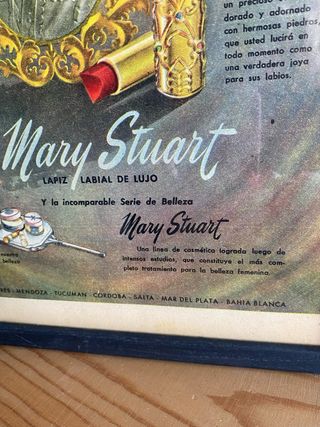 un precioso
dorado y adornado
con hermosas piedras,
que usted lucirá en
todo momento como
una verdadera joya
para sus labios.
Mary Stuart
LAPIZ LABIAL DE LUJO
Y la incomparable Serie de Belleza
Mary Stuart
Una línea de cosmética lograda luego de
intensos estudios, que constituye el más com-
pleto tratamiento para la belleza femenina.
belleza
MENDOZA - TUCUMAN - CORDOBA - SALTA - MAR DEL PLATA - BAHIA BLANCA